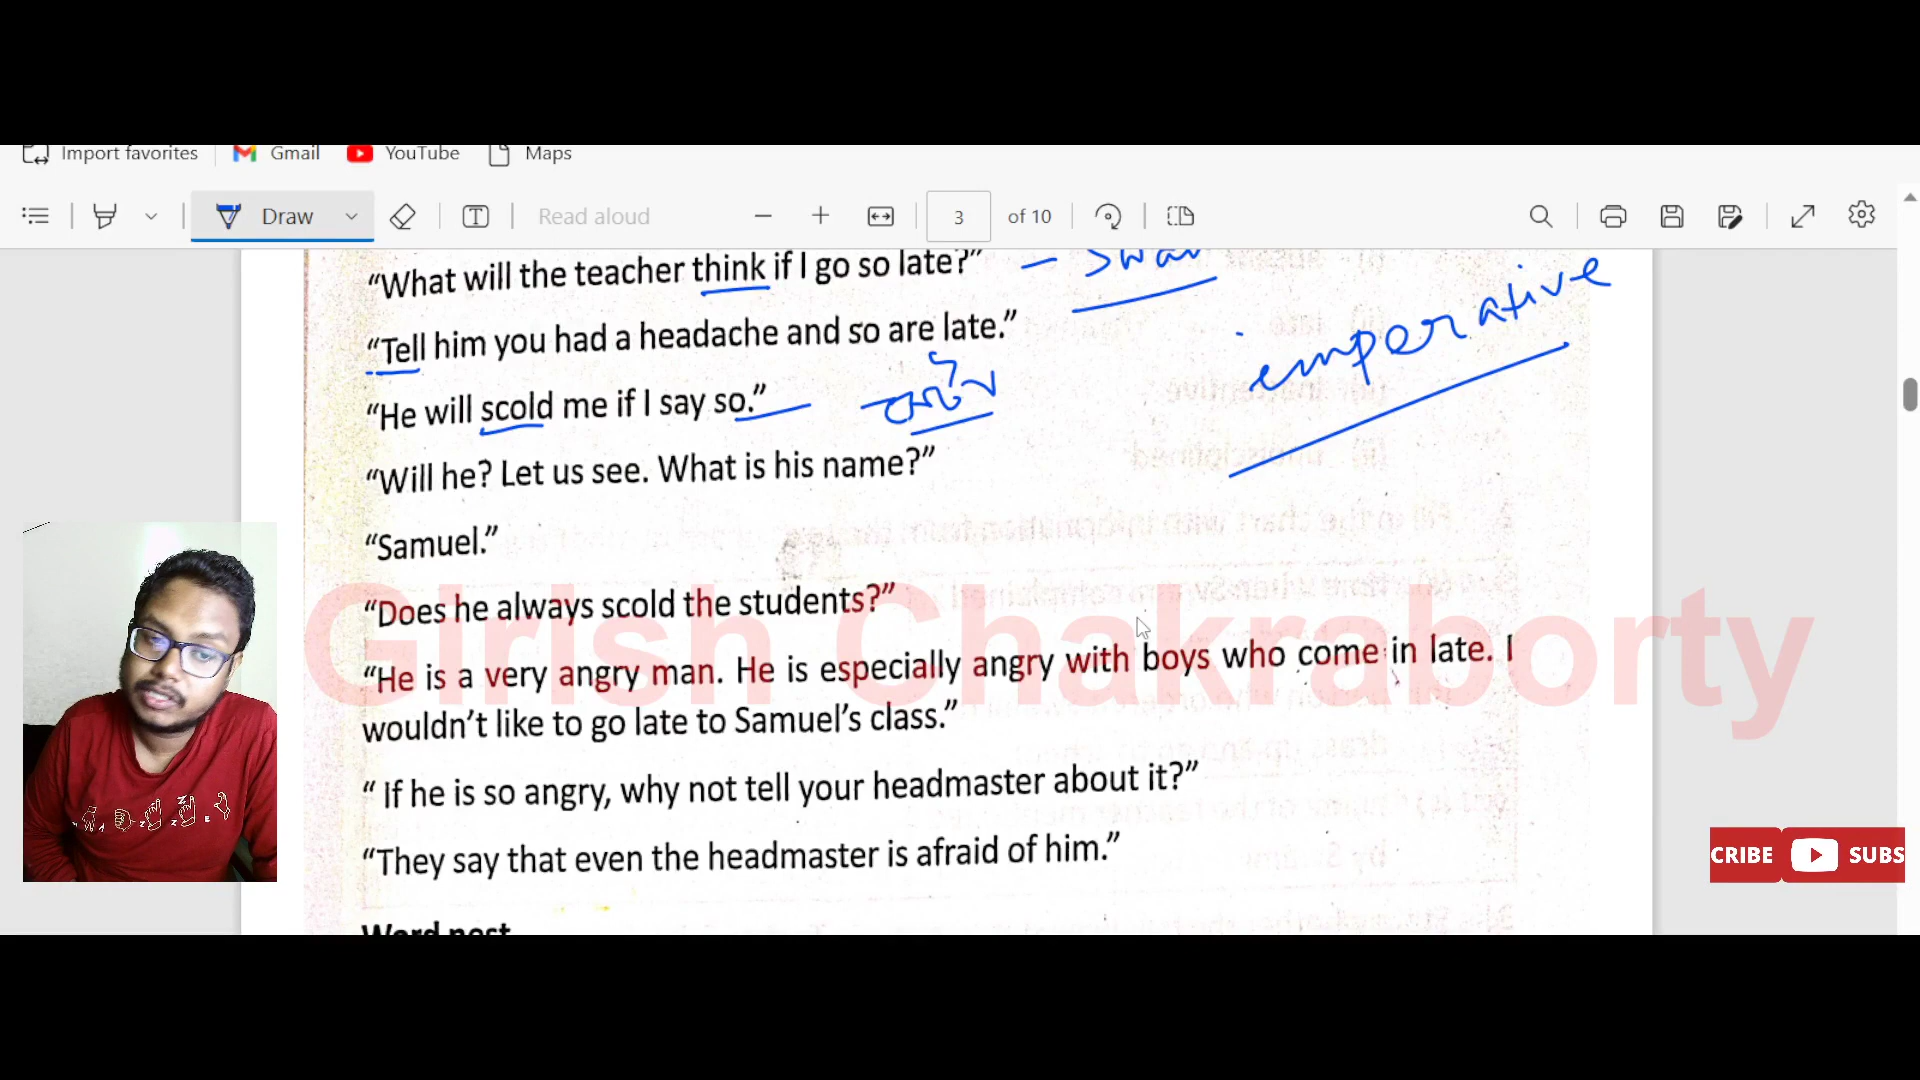 Import favorites Gmail YouTube Maps
Draw Read aloud 3 of 10
“What will the teacher think if I go so late?” – Swa
“Tell him you had a headache and so are late.”
imperative
“He will scold me if I say so.”
“Will he? Let us see. What is his name?”
“Samuel.”
“Does he always scold the students?”
Girish Chakraborty
“He is a very angry man. He is especially angry with boys who come in late. I
wouldn’t like to go late to Samuel’s class.”
“ If he is so angry, why not tell your headmaster about it?”
CRIBE SUBS
“They say that even the headmaster is afraid of him.”
Word nest